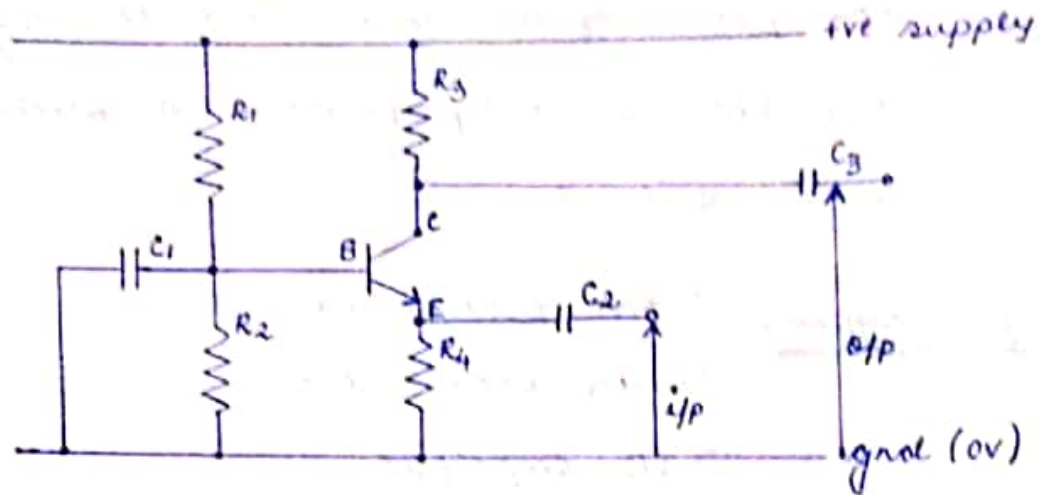 +ve supply
R3
R1
C3
C
C1
B
E
C2
R2
R4
o/p
i/p
gnd (0V)